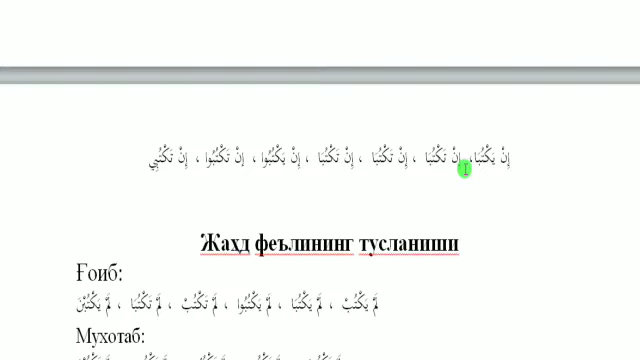 إِنْ يَكْتُبَا، إِنْ تَكْتُبَا ، إِنْ تَكْتُبَا ، إِنْ تَكْتُبَا ، إِنْ يَكْتُبُوا ، إِنْ تَكْتُبُوا ، إِنْ تَكْتُبِي
Жаҳд феълининг тусланиши
Ғоиб:
لَمْ يَكْتُبْ ، لَمْ يَكْتُبَا ، لَمْ يَكْتُبُوا ، لَمْ تَكْتُبْ ، لَمْ تَكْتُبَا ، لَمْ يَكْتُبْنَ
Мухотаб: